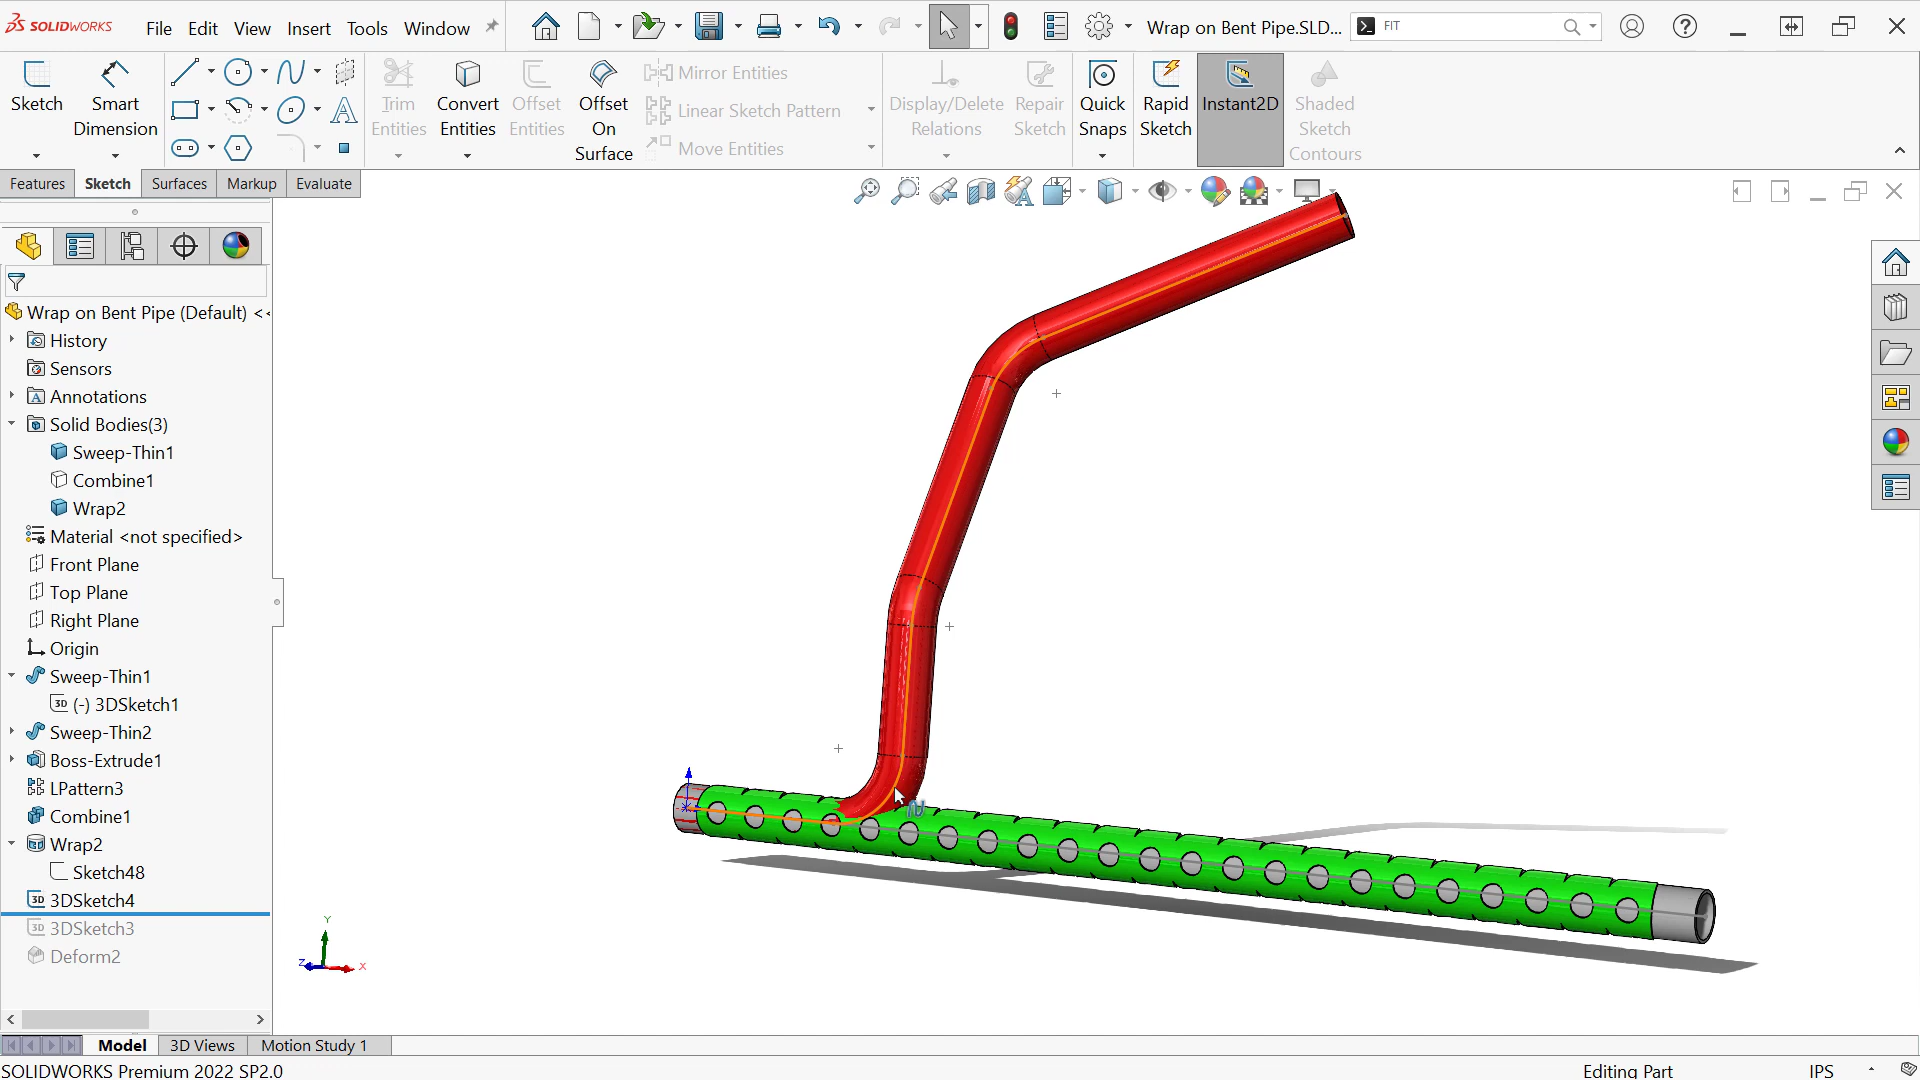 SOLIDWORKS
File Edit View Insert Tools Window
Wrap on Bent Pipe.SLD...
FIT
Sketch
Smart Dimension
Trim Entities
Convert Entities
Offset Entities
Offset On Surface
Mirror Entities
Linear Sketch Pattern
Move Entities
Display/Delete Relations
Repair Sketch
Quick Snaps
Rapid Sketch
Instant2D
Shaded Sketch Contours
Features Sketch Surfaces Markup Evaluate
Wrap on Bent Pipe (Default) <<
History
Sensors
Annotations
Solid Bodies(3)
Sweep-Thin1
Combine1
Wrap2
Material <not specified>
Front Plane
Top Plane
Right Plane
Origin
Sweep-Thin1
3D (-) 3DSketch1
Sweep-Thin2
Boss-Extrude1
LPattern3
Combine1
Wrap2
Sketch48
3D 3DSketch4
3D 3DSketch3
Deform2
Y
Z X
Model 3D Views Motion Study 1
SOLIDWORKS Premium 2022 SP2.0
Editing Part
IPS